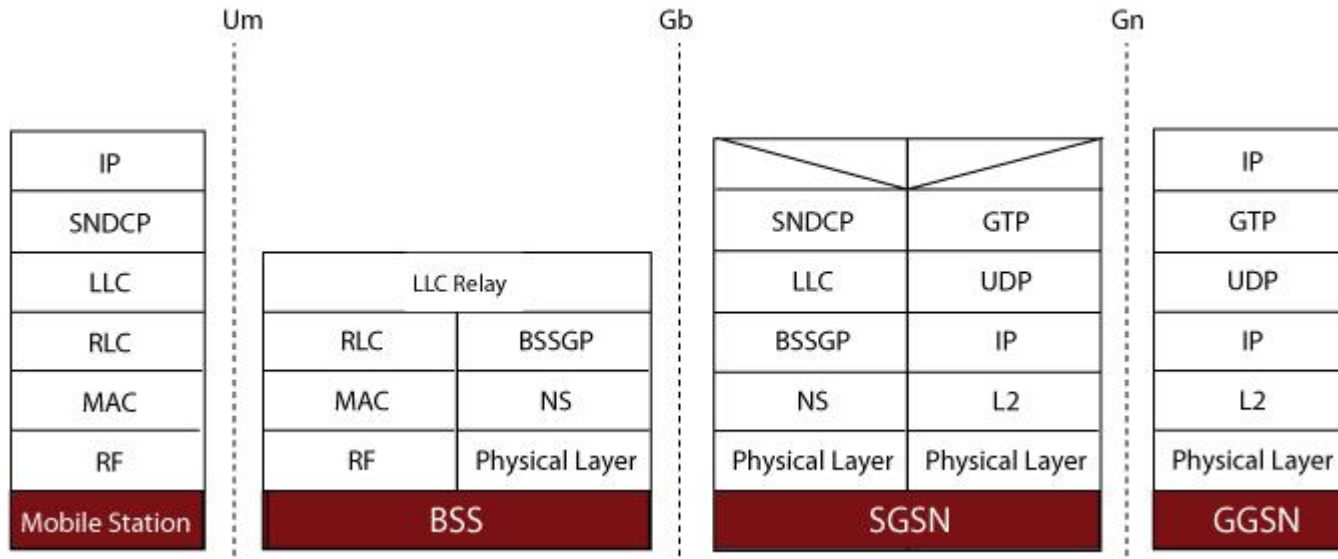 Um
Gb
Gn
IP
SNDCP
LLC
RLC
MAC
RF
Mobile Station
LLC Relay
RLC
BSSGP
MAC
NS
RF
Physical Layer
BSS
SNDCP
GTP
LLC
UDP
BSSGP
IP
NS
L2
Physical Layer
Physical Layer
SGSN
IP
GTP
UDP
IP
L2
Physical Layer
GGSN